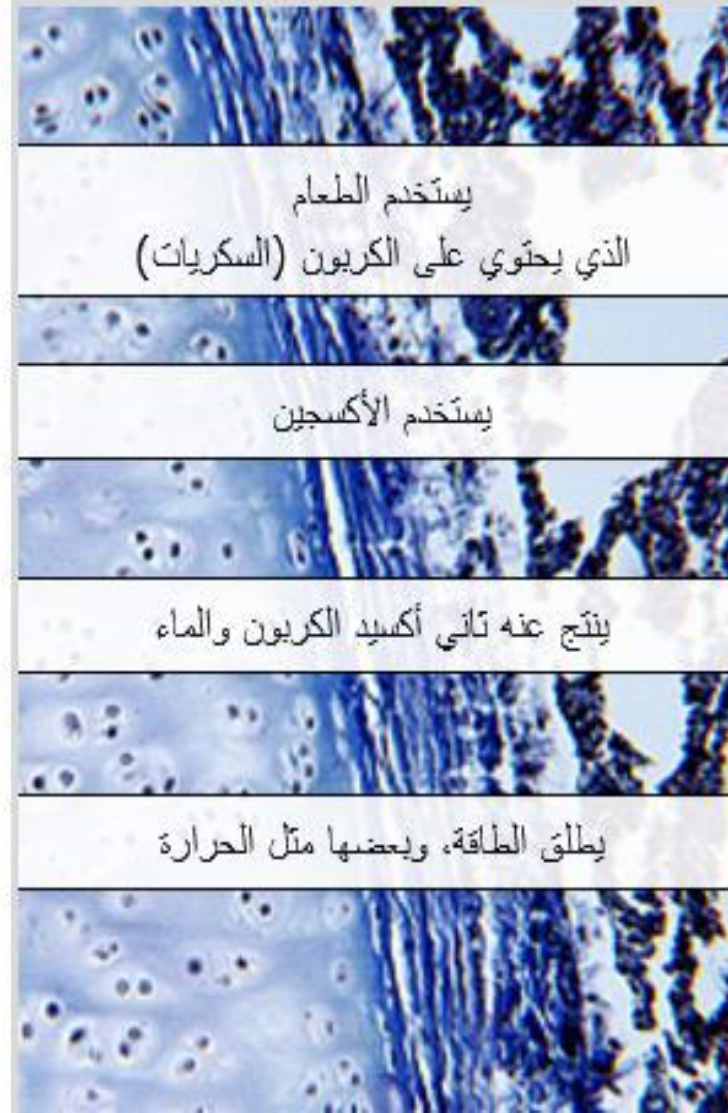 يستخدم الطعام
الذي يحتوي على الكربون (السكريات)
يستخدم الأكسجين
ينتج عنه ثاني أكسيد الكربون والماء
يطلق الطاقة، وبعضها مثل الحرارة